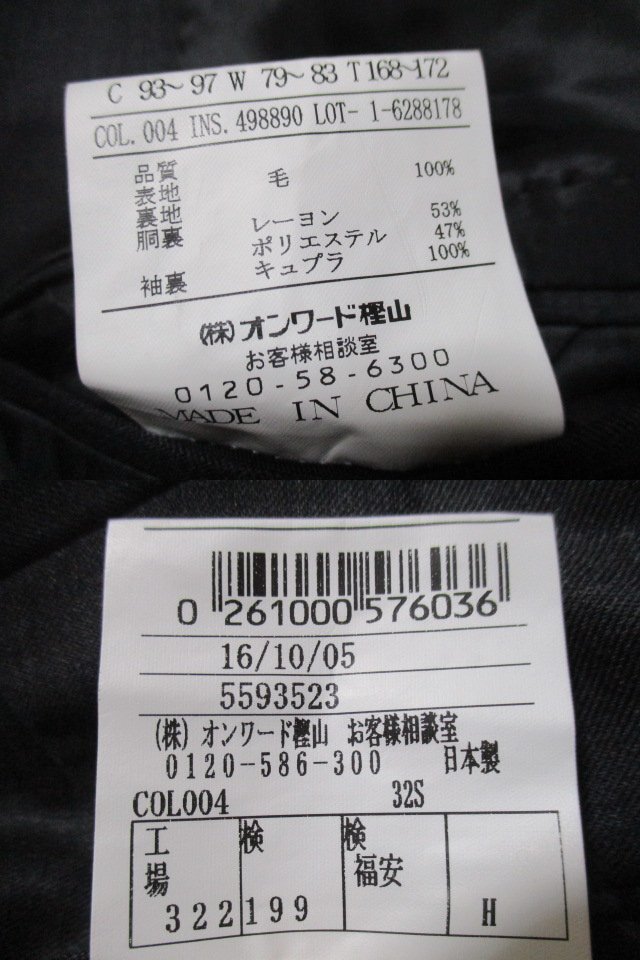 C 93~97 W 79~83 T168~172
COL.004 INS.498890 LOT- 1-6288178
品質
表地 毛 100%
裏地
胴裏 レーヨン 53%
ポリエステル 47%
袖裏 キュプラ 100%
(株)オンワード樫山
お客様相談室
0120-58-6300
MADE IN CHINA
0 261000 576036
16/10/05
5593523
(株) オンワード樫山 お客様相談室
0120-586-300 日本製
COL004 32S
工場 検 検
福安
322 199 H